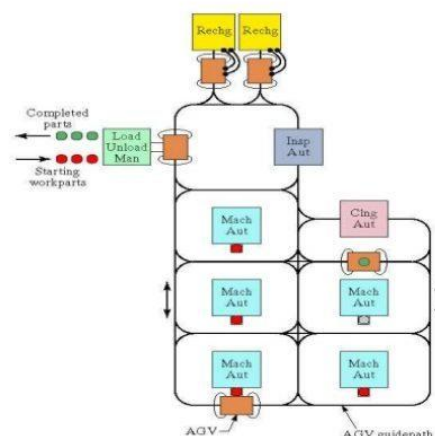 Rechg
Rechg
Completed
parts
Load
Unload
Man
Starting
workparts
Insp
Aut
Mach
Aut
Clng
Aut
Mach
Aut
Mach
Aut
Mach
Aut
Mach
Aut
AGV
AGV guidepath